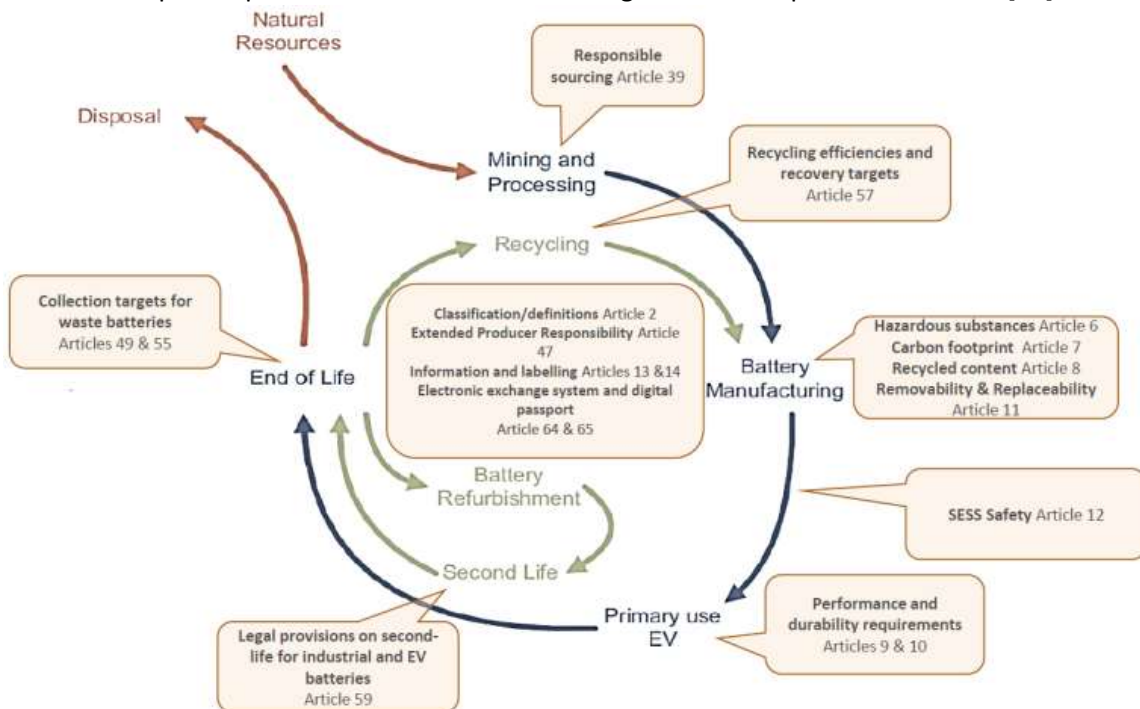 Natural
Resources
Responsible
sourcing Article 39
Disposal
Mining and
Processing
Recycling efficiencies and
recovery targets
Article 57
Recycling
Collection targets for
waste batteries
Articles 49 & 55
Classification/definitions Article 2
Extended Producer Responsibility Article
47
Information and labelling Articles 13 &14
Electronic exchange system and digital
passport
Article 64 & 65
Hazardous substances Article 6
Carbon footprint Article 7
Recycled content Article 8
Removability & Replaceability
Article 11
End of Life
Battery
Manufacturing
Battery
Refurbishment
SESS Safety Article 12
Second Life
Primary use
EV
Performance and
durability requirements
Articles 9 & 10
Legal provisions on second-
life for industrial and EV
batteries
Article 59